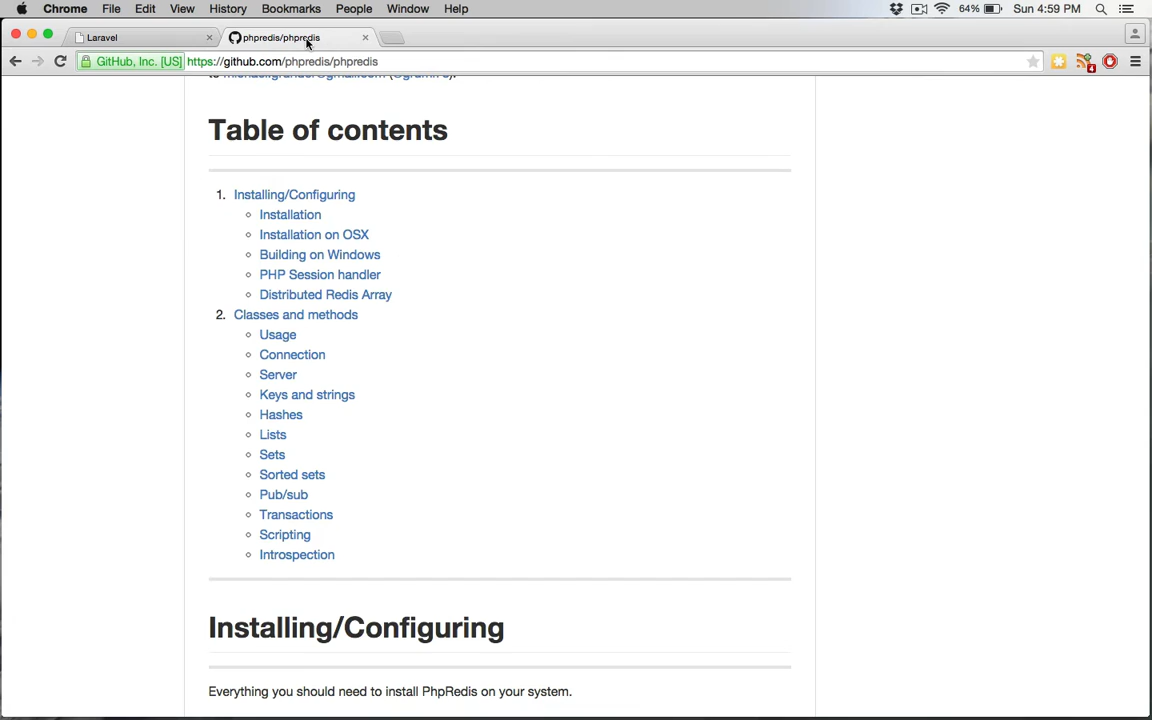 Chrome File Edit View History Bookmarks People Window Help 64% Sun 4:59 PM
Laravel phpredis/phpredis
GitHub, Inc. [US] https://github.com/phpredis/phpredis 4
Table of contents
1. Installing/Configuring
Installation
Installation on OSX
Building on Windows
PHP Session handler
Distributed Redis Array
2. Classes and methods
Usage
Connection
Server
Keys and strings
Hashes
Lists
Sets
Sorted sets
Pub/sub
Transactions
Scripting
Introspection
Installing/Configuring
Everything you should need to install PhpRedis on your system.